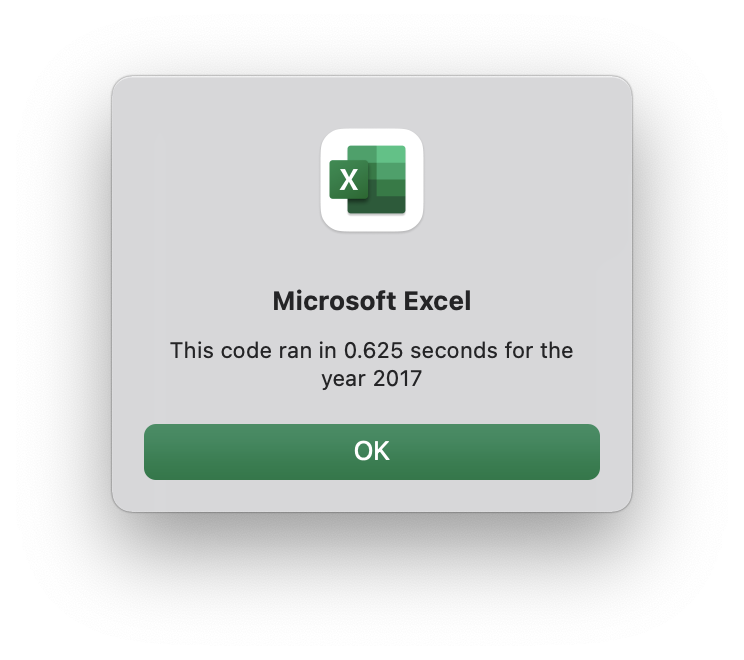 X
Microsoft Excel
This code ran in 0.625 seconds for the
year 2017
OK